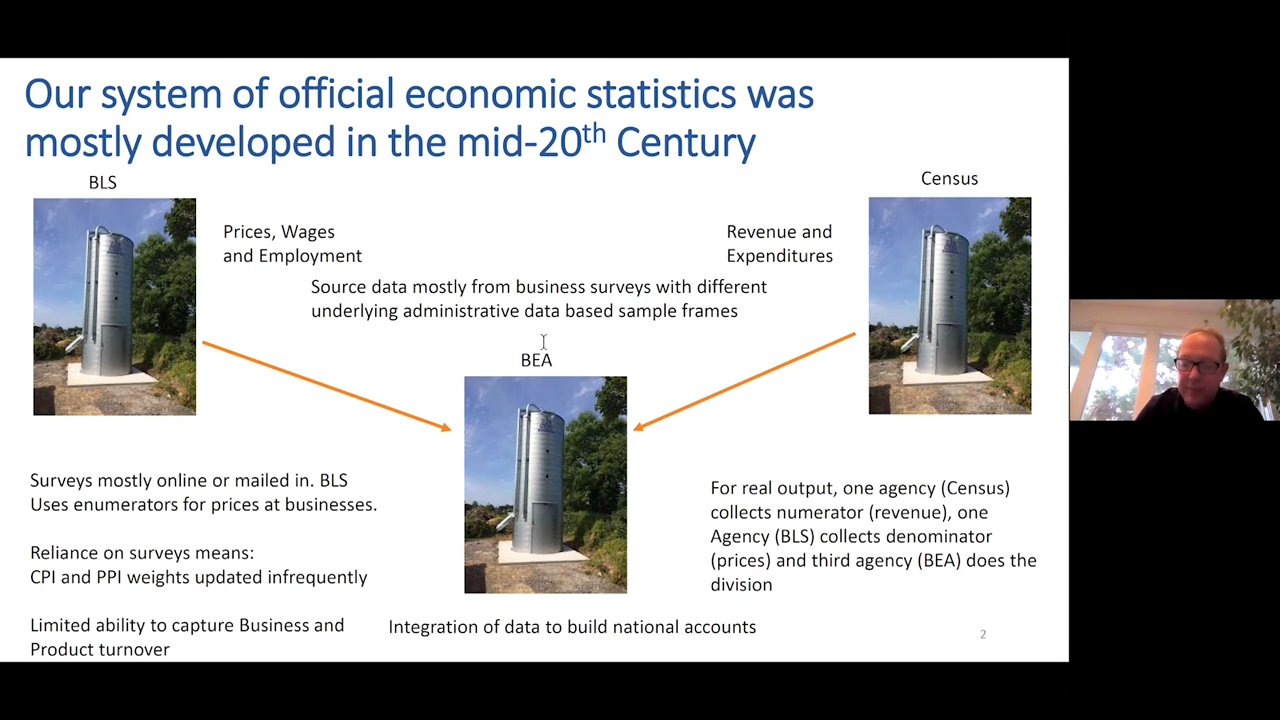 Our system of official economic statistics was
mostly developed in the mid-20th Century
BLS
Census
Prices, Wages
and Employment
Revenue and
Expenditures
Source data mostly from business surveys with different
underlying administrative data based sample frames
BEA
Surveys mostly online or mailed in. BLS
Uses enumerators for prices at businesses.
Reliance on surveys means:
CPI and PPI weights updated infrequently
Limited ability to capture Business and
Product turnover
For real output, one agency (Census)
collects numerator (revenue), one
Agency (BLS) collects denominator
(prices) and third agency (BEA) does the
division
Integration of data to build national accounts
2